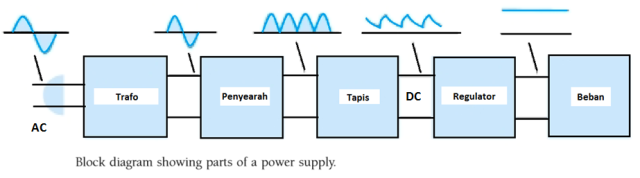 Trafo
Penyearah
Tapis
DC
Regulator
Beban
AC
Block diagram showing parts of a power supply.